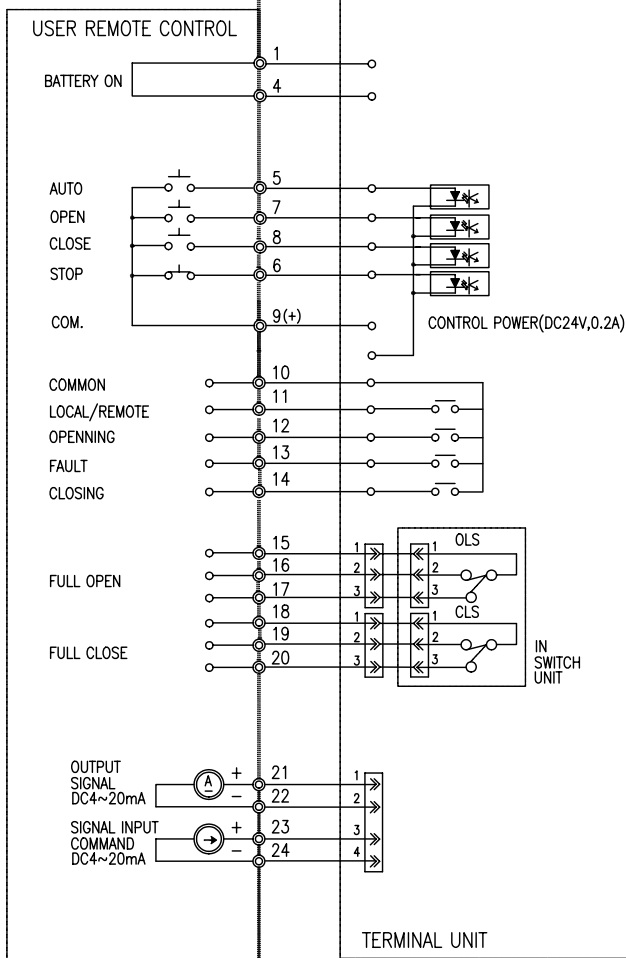 USER REMOTE CONTROL
1
BATTERY ON
4
AUTO
5
OPEN
7
CLOSE
8
STOP
6
COM.
9(+)
CONTROL POWER(DC24V,0.2A)
COMMON
10
LOCAL/REMOTE
11
OPENNING
12
FAULT
13
CLOSING
14
OLS
15
1
1
16
2
2
FULL OPEN
17
3
3
CLS
18
1
1
19
2
2
FULL CLOSE
20
3
3
IN
SWITCH
UNIT
OUTPUT
SIGNAL
DC4~20mA
A
+
−
21
22
1
2
SIGNAL INPUT
COMMAND
DC4~20mA
+
−
23
24
3
4
TERMINAL UNIT